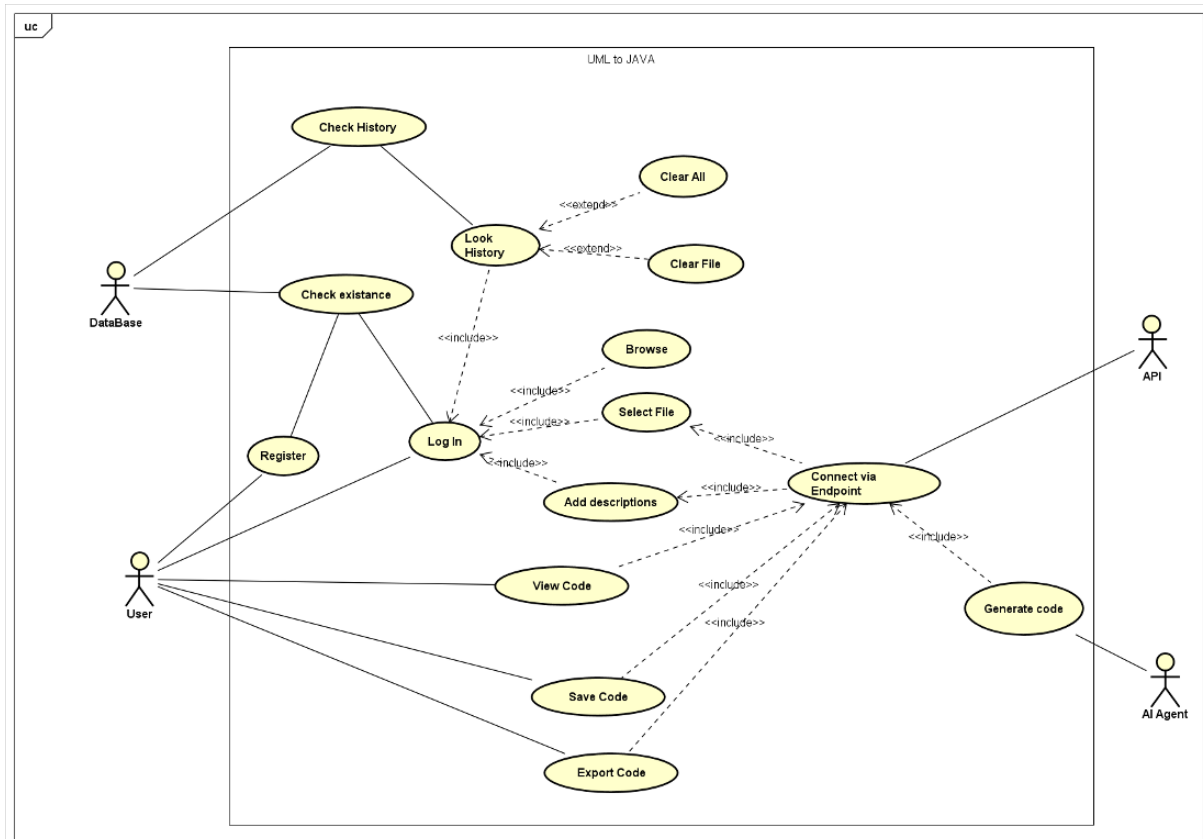 uc
UML to JAVA
Check History
Clear All
<<extend>>
Look
History
<<extend>>
Clear File
Check existance
DataBase
<<include>>
Browse
API
<<include>>
Select File
<<include>>
Log In
<<include>>
Register
<<include>>
Connect via
Endpoint
<<include>>
Add descriptions
<<include>>
<<include>>
View Code
<<include>>
User
Generate code
<<include>>
Save Code
AI Agent
Export Code